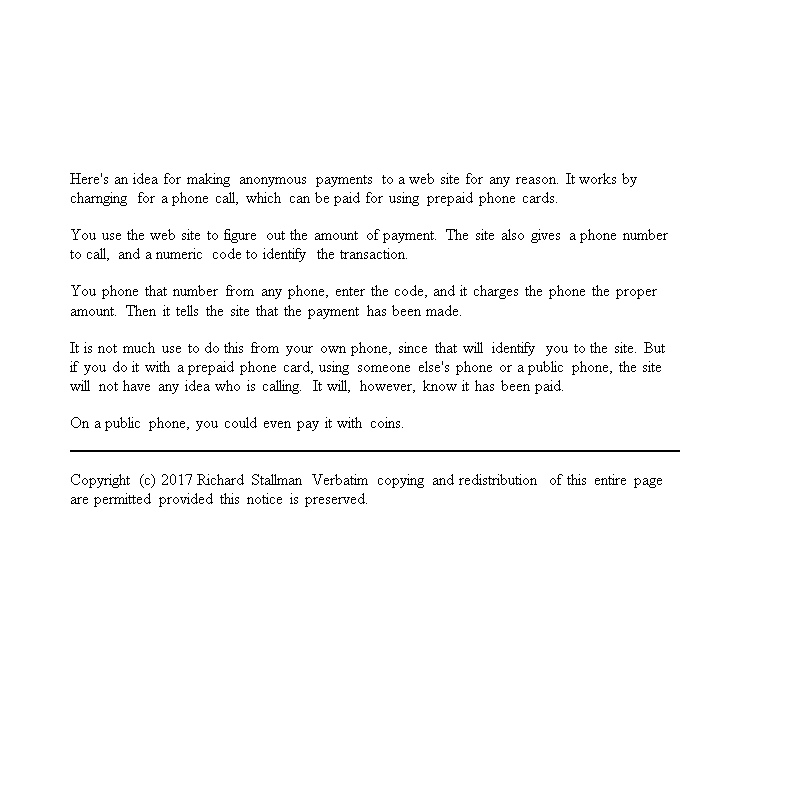 Here's an idea for making anonymous payments to a web site for any reason. It works by
charnging for a phone call, which can be paid for using prepaid phone cards.
You use the web site to figure out the amount of payment. The site also gives a phone number
to call, and a numeric code to identify the transaction.
You phone that number from any phone, enter the code, and it charges the phone the proper
amount. Then it tells the site that the payment has been made.
It is not much use to do this from your own phone, since that will identify you to the site. But
if you do it with a prepaid phone card, using someone else's phone or a public phone, the site
will not have any idea who is calling. It will, however, know it has been paid.
On a public phone, you could even pay it with coins.
Copyright (c) 2017 Richard Stallman Verbatim copying and redistribution of this entire page
are permitted provided this notice is preserved.